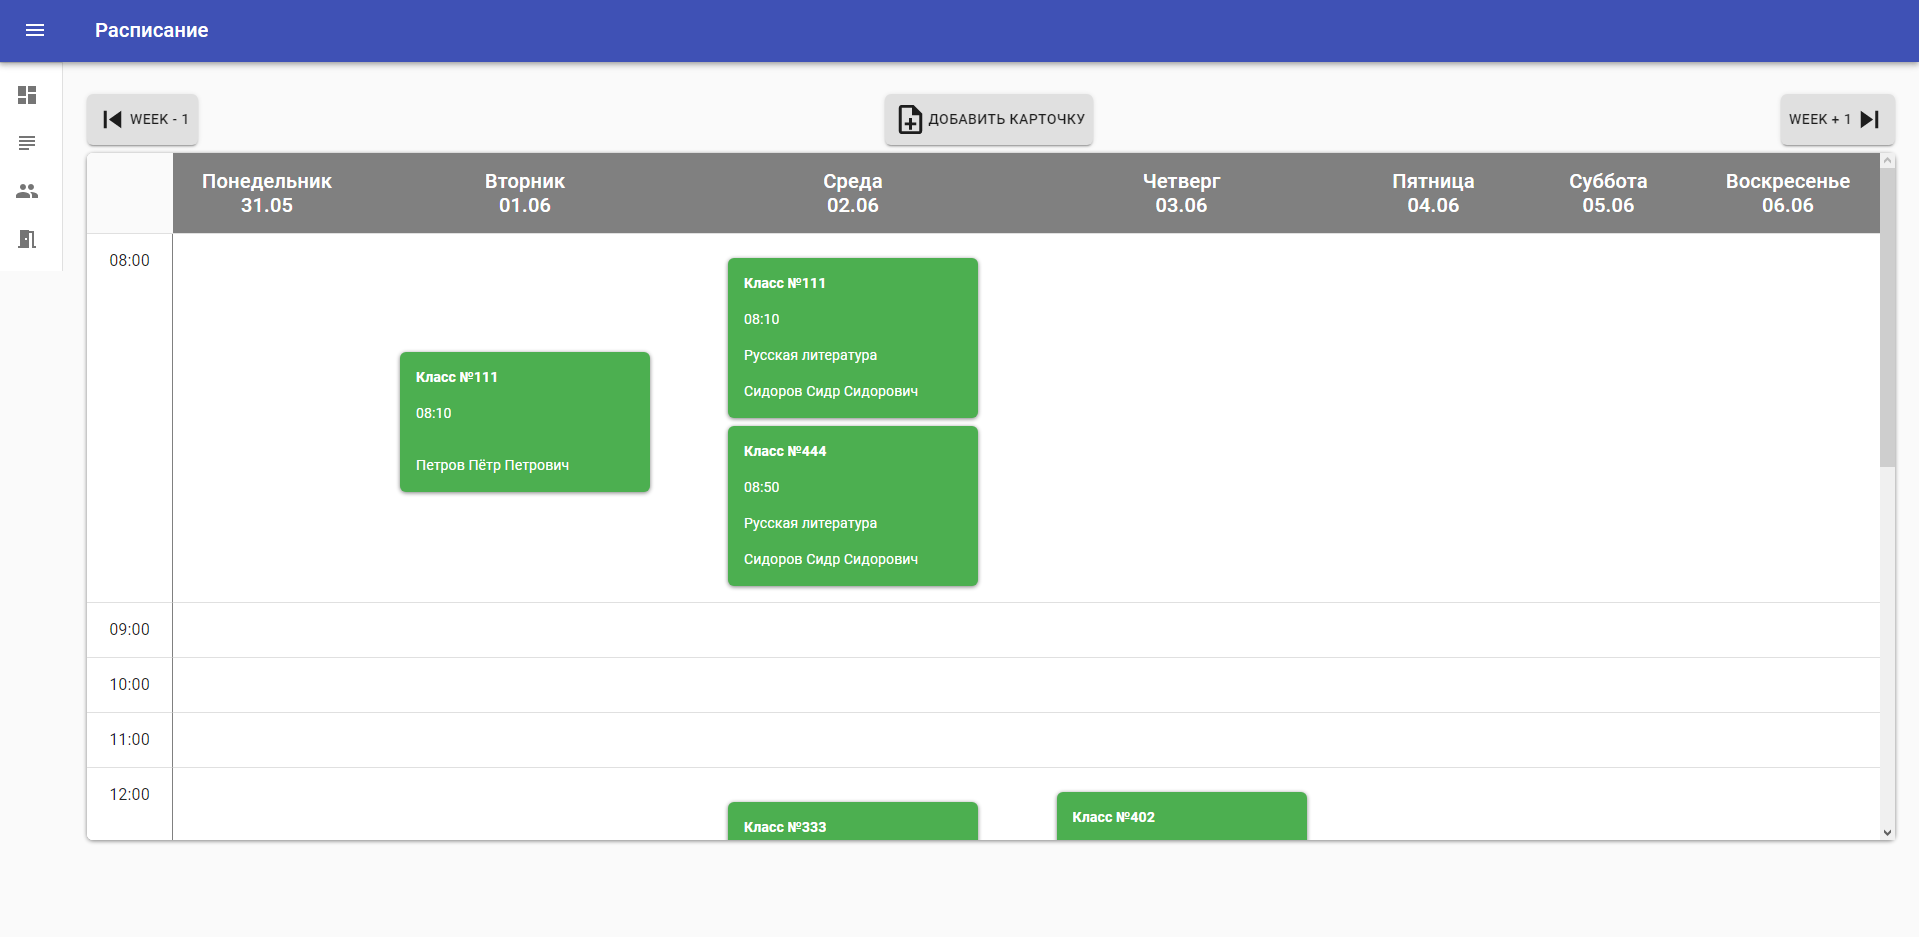 Расписание
WEEK - 1
ДОБАВИТЬ КАРТОЧКУ
WEEK + 1
Понедельник
31.05
Вторник
01.06
Среда
02.06
Четверг
03.06
Пятница
04.06
Суббота
05.06
Воскресенье
06.06
08:00
Класс №111
08:10
Петров Пётр Петрович
Класс №111
08:10
Русская литература
Сидоров Сидр Сидорович
Класс №444
08:50
Русская литература
Сидоров Сидр Сидорович
09:00
10:00
11:00
12:00
Класс №333
Класс №402